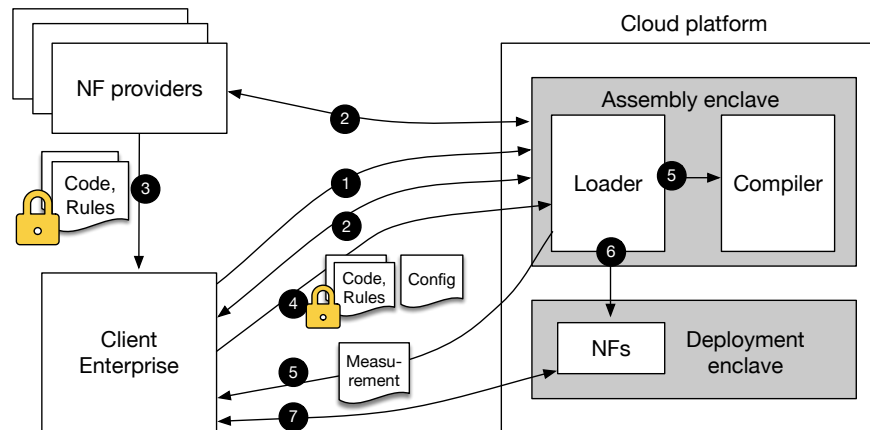 Cloud platform
NF providers
Assembly enclave
2
Code,
Rules
3
1
Loader
5
Compiler
2
6
4
Code,
Rules
Config
Client
Enterprise
NFs
Deployment
enclave
5
Measu-
rement
7